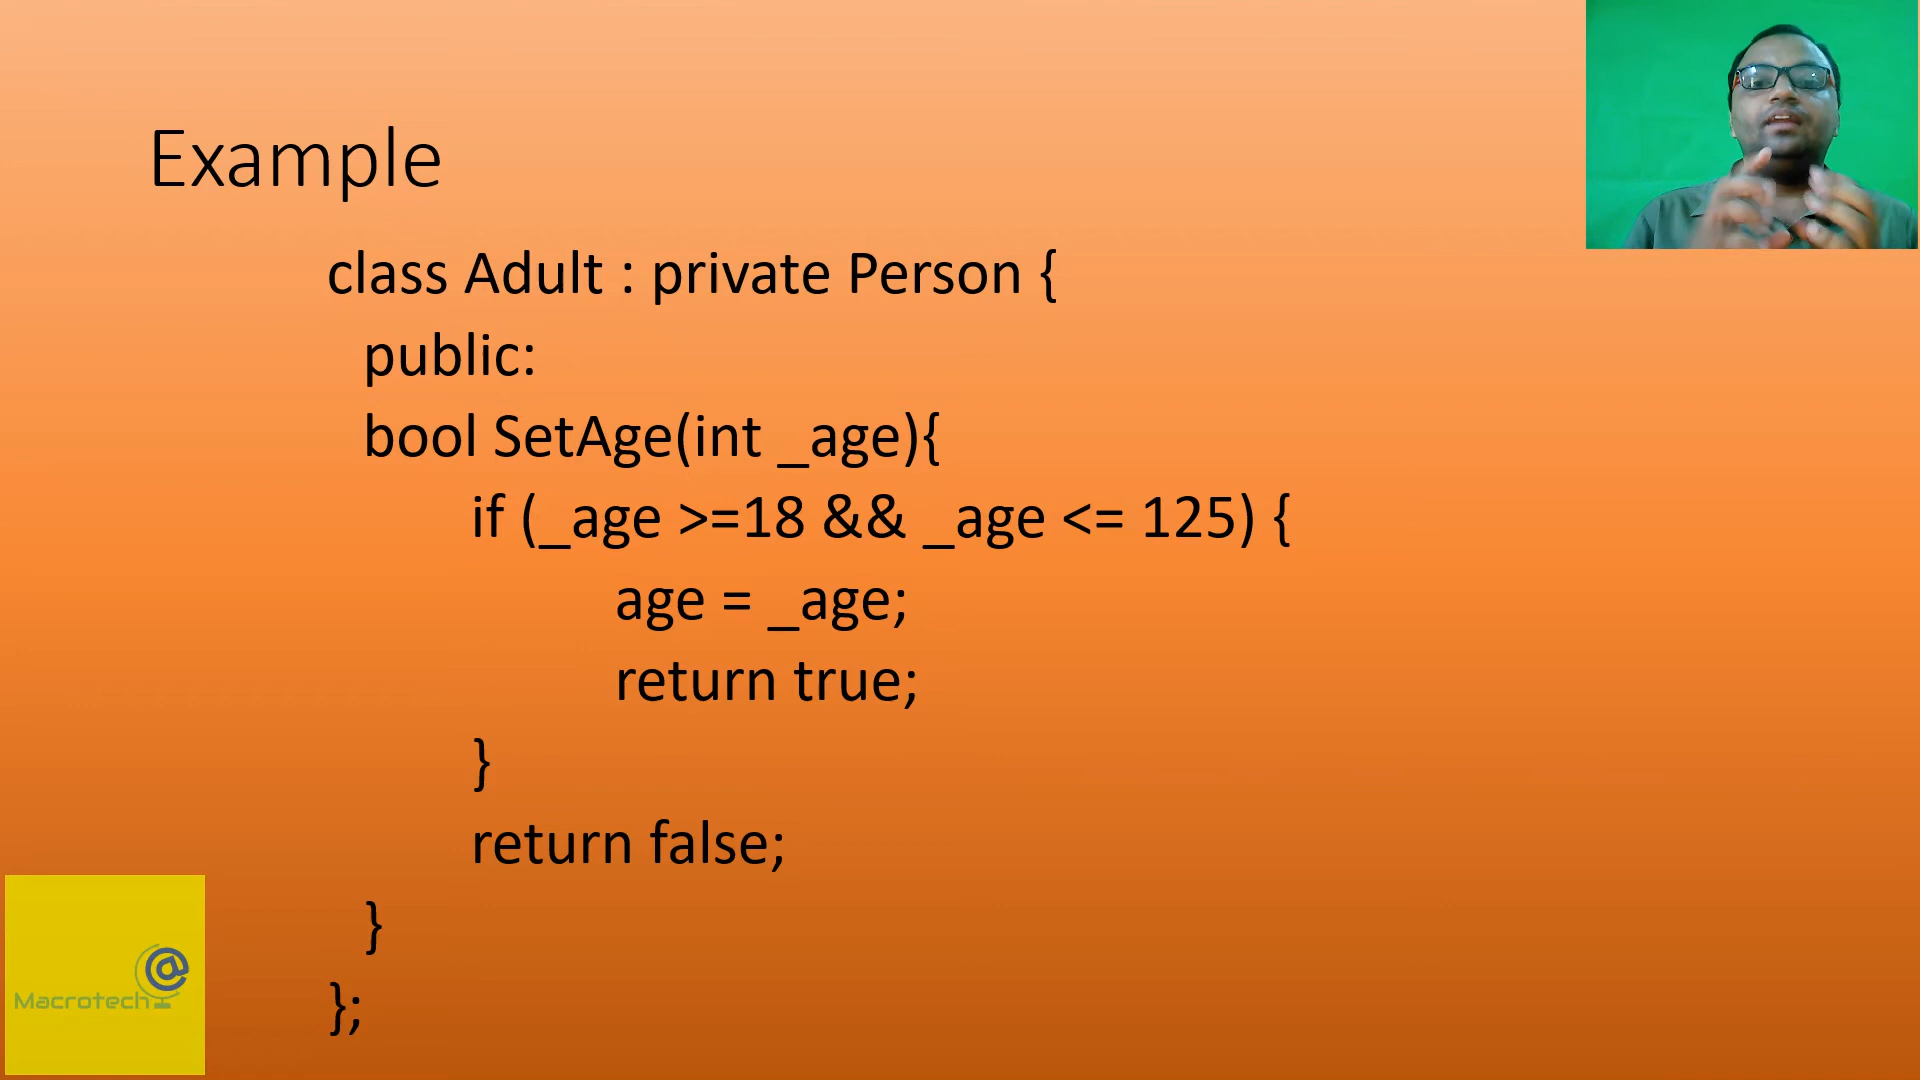 Example
class Adult : private Person {
public:
bool SetAge(int _age){
if (_age >=18 && _age <= 125) {
age = _age;
return true;
}
return false;
}
};
@
Macrotech